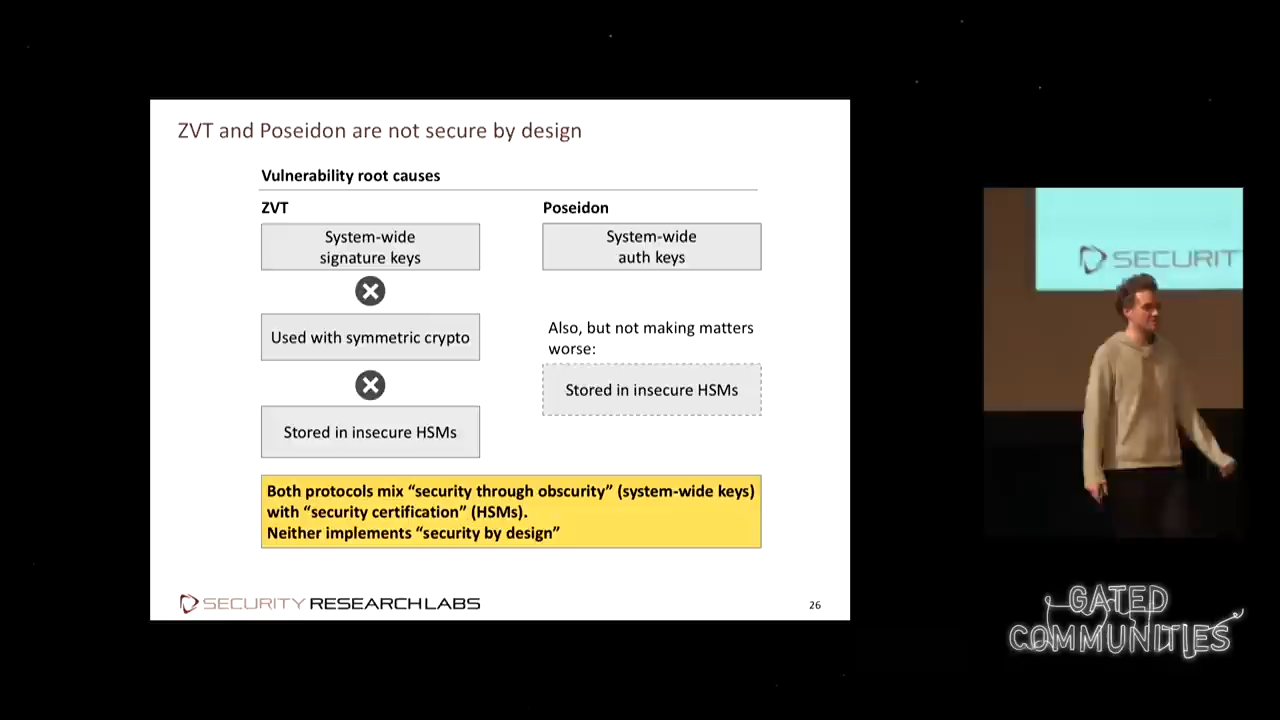 ZVT and Poseidon are not secure by design
Vulnerability root causes
ZVT
System-wide
signature keys
Used with symmetric crypto
Stored in insecure HSMs
Poseidon
System-wide
auth keys
Also, but not making matters
worse:
Stored in insecure HSMs
Both protocols mix “security through obscurity” (system-wide keys)
with “security certification” (HSMs).
Neither implements “security by design”
SECURITY RESEARCH LABS
26
SECURIT
GATED
COMMUNITIES